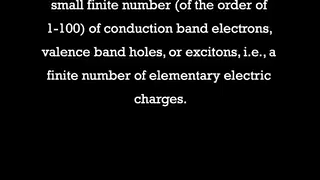 small finite number (of the order of
1-100) of conduction band electrons,
valence band holes, or excitons, i.e., a
finite number of elementary electric
charges.